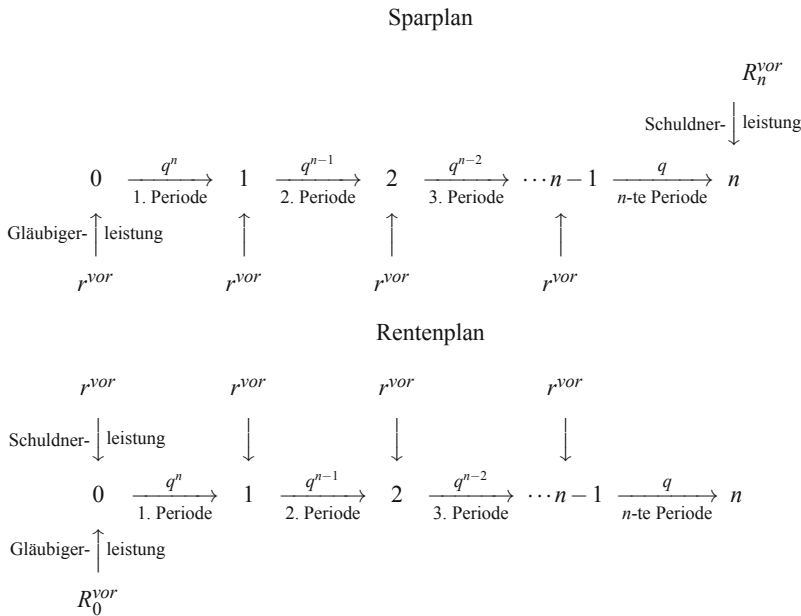 Sparplan
R_n^{vor}
Schuldner- leistung
q^n q^{n-1} q^{n-2} q
0 1 2 ⋯ n−1 n
1. Periode 2. Periode 3. Periode n-te Periode
Gläubiger- leistung
r^{vor} r^{vor} r^{vor} r^{vor}
Rentenplan
r^{vor} r^{vor} r^{vor} r^{vor}
Schuldner- leistung
q^n q^{n-1} q^{n-2} q
0 1 2 ⋯ n−1 n
1. Periode 2. Periode 3. Periode n-te Periode
Gläubiger- leistung
R_0^{vor}